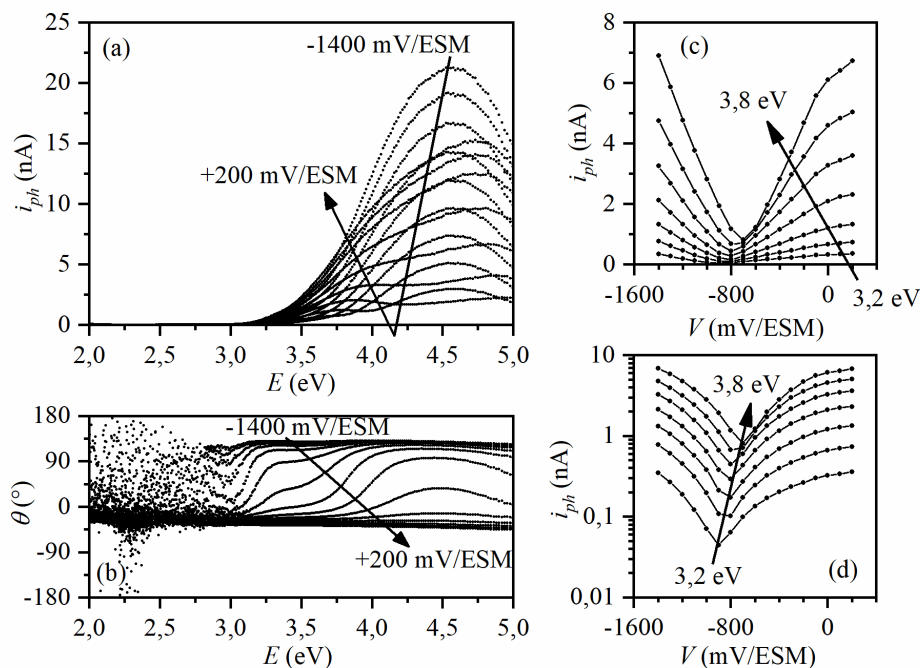 (a)
-1400 mV/ESM
+200 mV/ESM
25
20
15
10
5
0
i_ph (nA)
2,0 2,5 3,0 3,5 4,0 4,5 5,0
E (eV)
180
90
0
-90
-180
θ (°)
-1400 mV/ESM
+200 mV/ESM
(b)
2,0 2,5 3,0 3,5 4,0 4,5 5,0
E (eV)
(c)
8
6
4
2
0
i_ph (nA)
3,8 eV
3,2 eV
-1600 -800 0
V (mV/ESM)
10
1
0,1
0,01
i_ph (nA)
3,8 eV
3,2 eV
(d)
-1600 -800 0
V (mV/ESM)